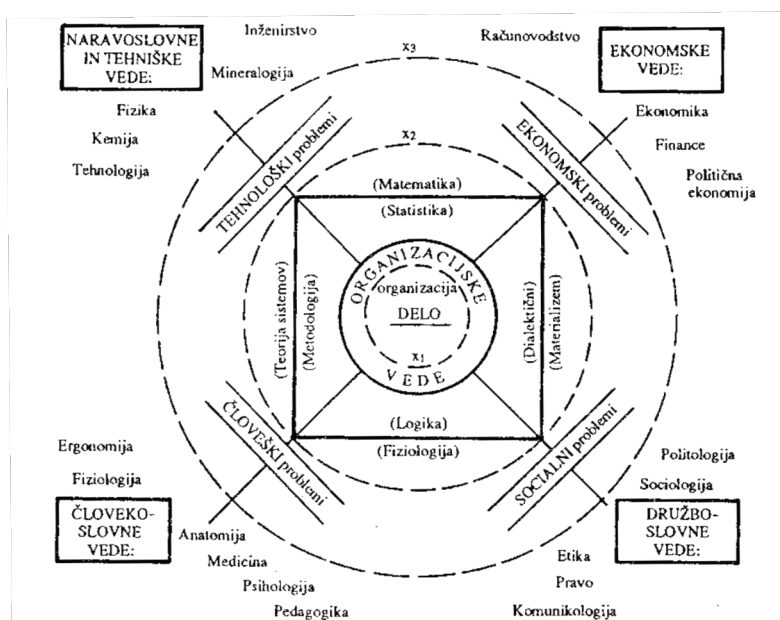 Inženirstvo
x3
Računovodstvo
NARAVOSLOVNE
IN TEHNIŠKE
VEDE:
EKONOMSKE
VEDE:
Mineralogija
Fizika
Kemija
Tehnologija
Ekonomika
Finance
Politična
ekonomija
x2
TEHNOLOŠKI problemi
EKONOMSKI problemi
(Matematika)
(Statistika)
(Teorija sistemov)
(Metodologija)
ORGANIZACIJSKE
organizacija
DELO
x1
VEDE
(Dialektični)
(Materializem)
(Logika)
(Fiziologija)
ČLOVEŠKI problemi
SOCIALNI problemi
Ergonomija
Fiziologija
ČLOVEKO-
SLOVNE
VEDE:
Anatomija
Medicina
Psihologija
Pedagogika
Politologija
Sociologija
DRUŽBO-
SLOVNE
VEDE:
Etika
Pravo
Komunikologija